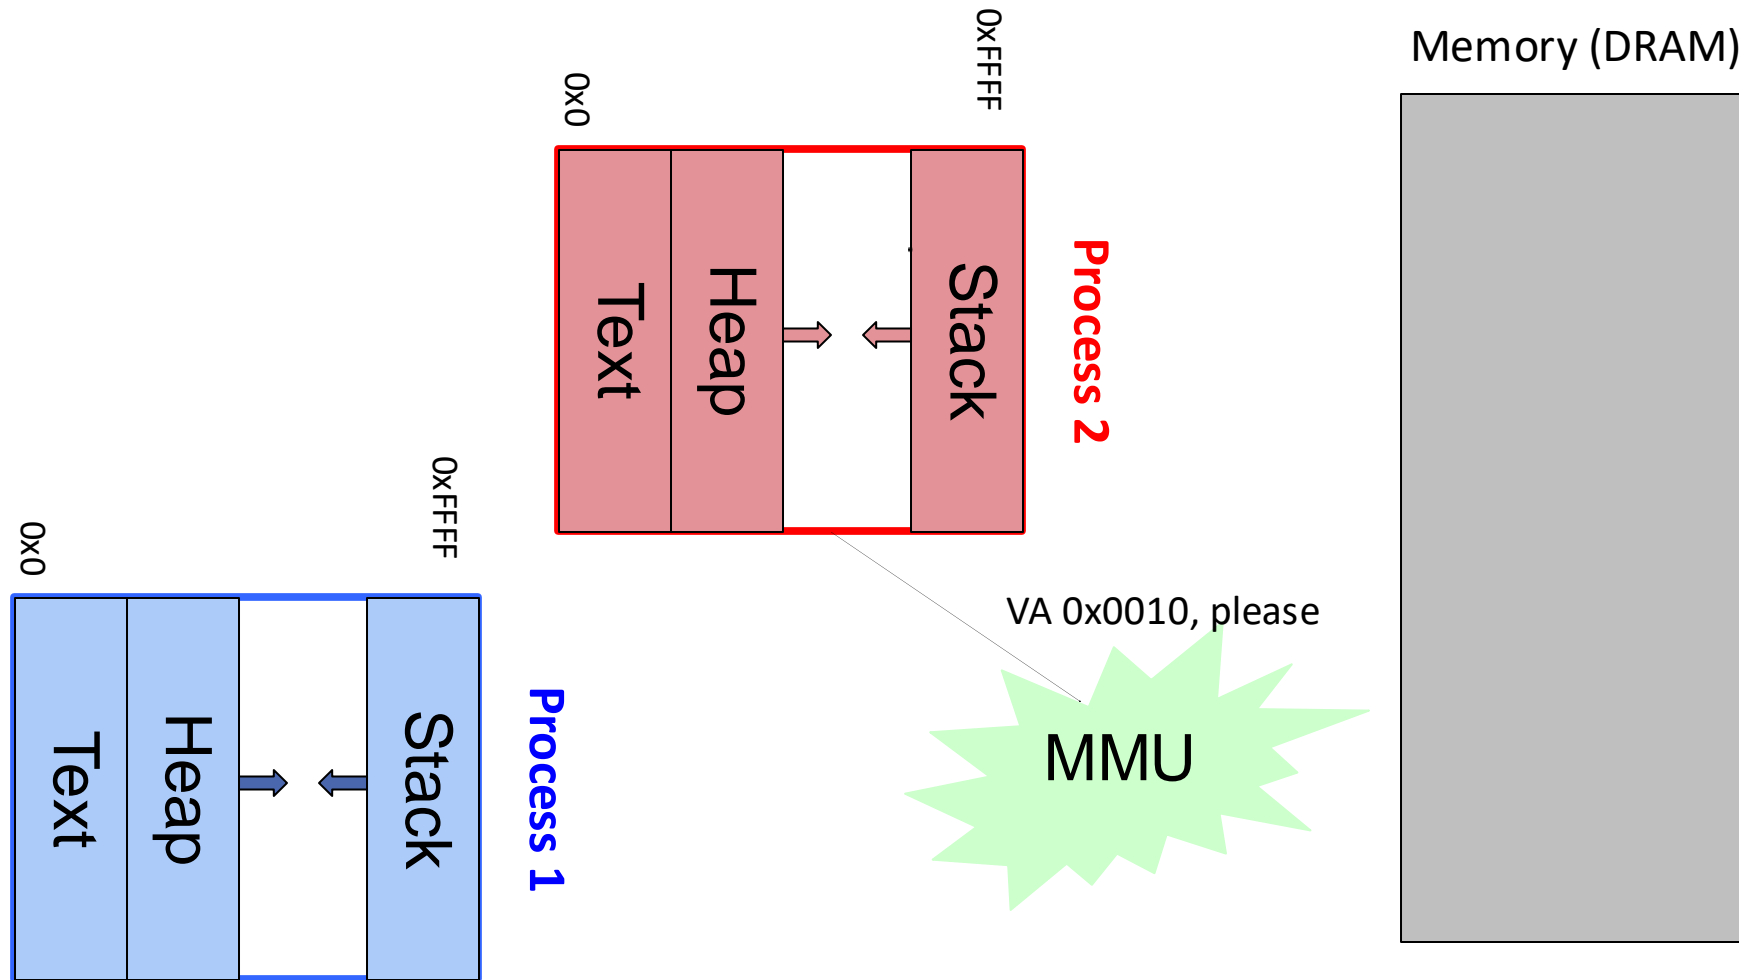 Memory (DRAM)
0x0
0xFFFF
Text
Heap
Stack
Process 2
VA 0x0010, please
MMU
0x0
0xFFFF
Text
Heap
Stack
Process 1